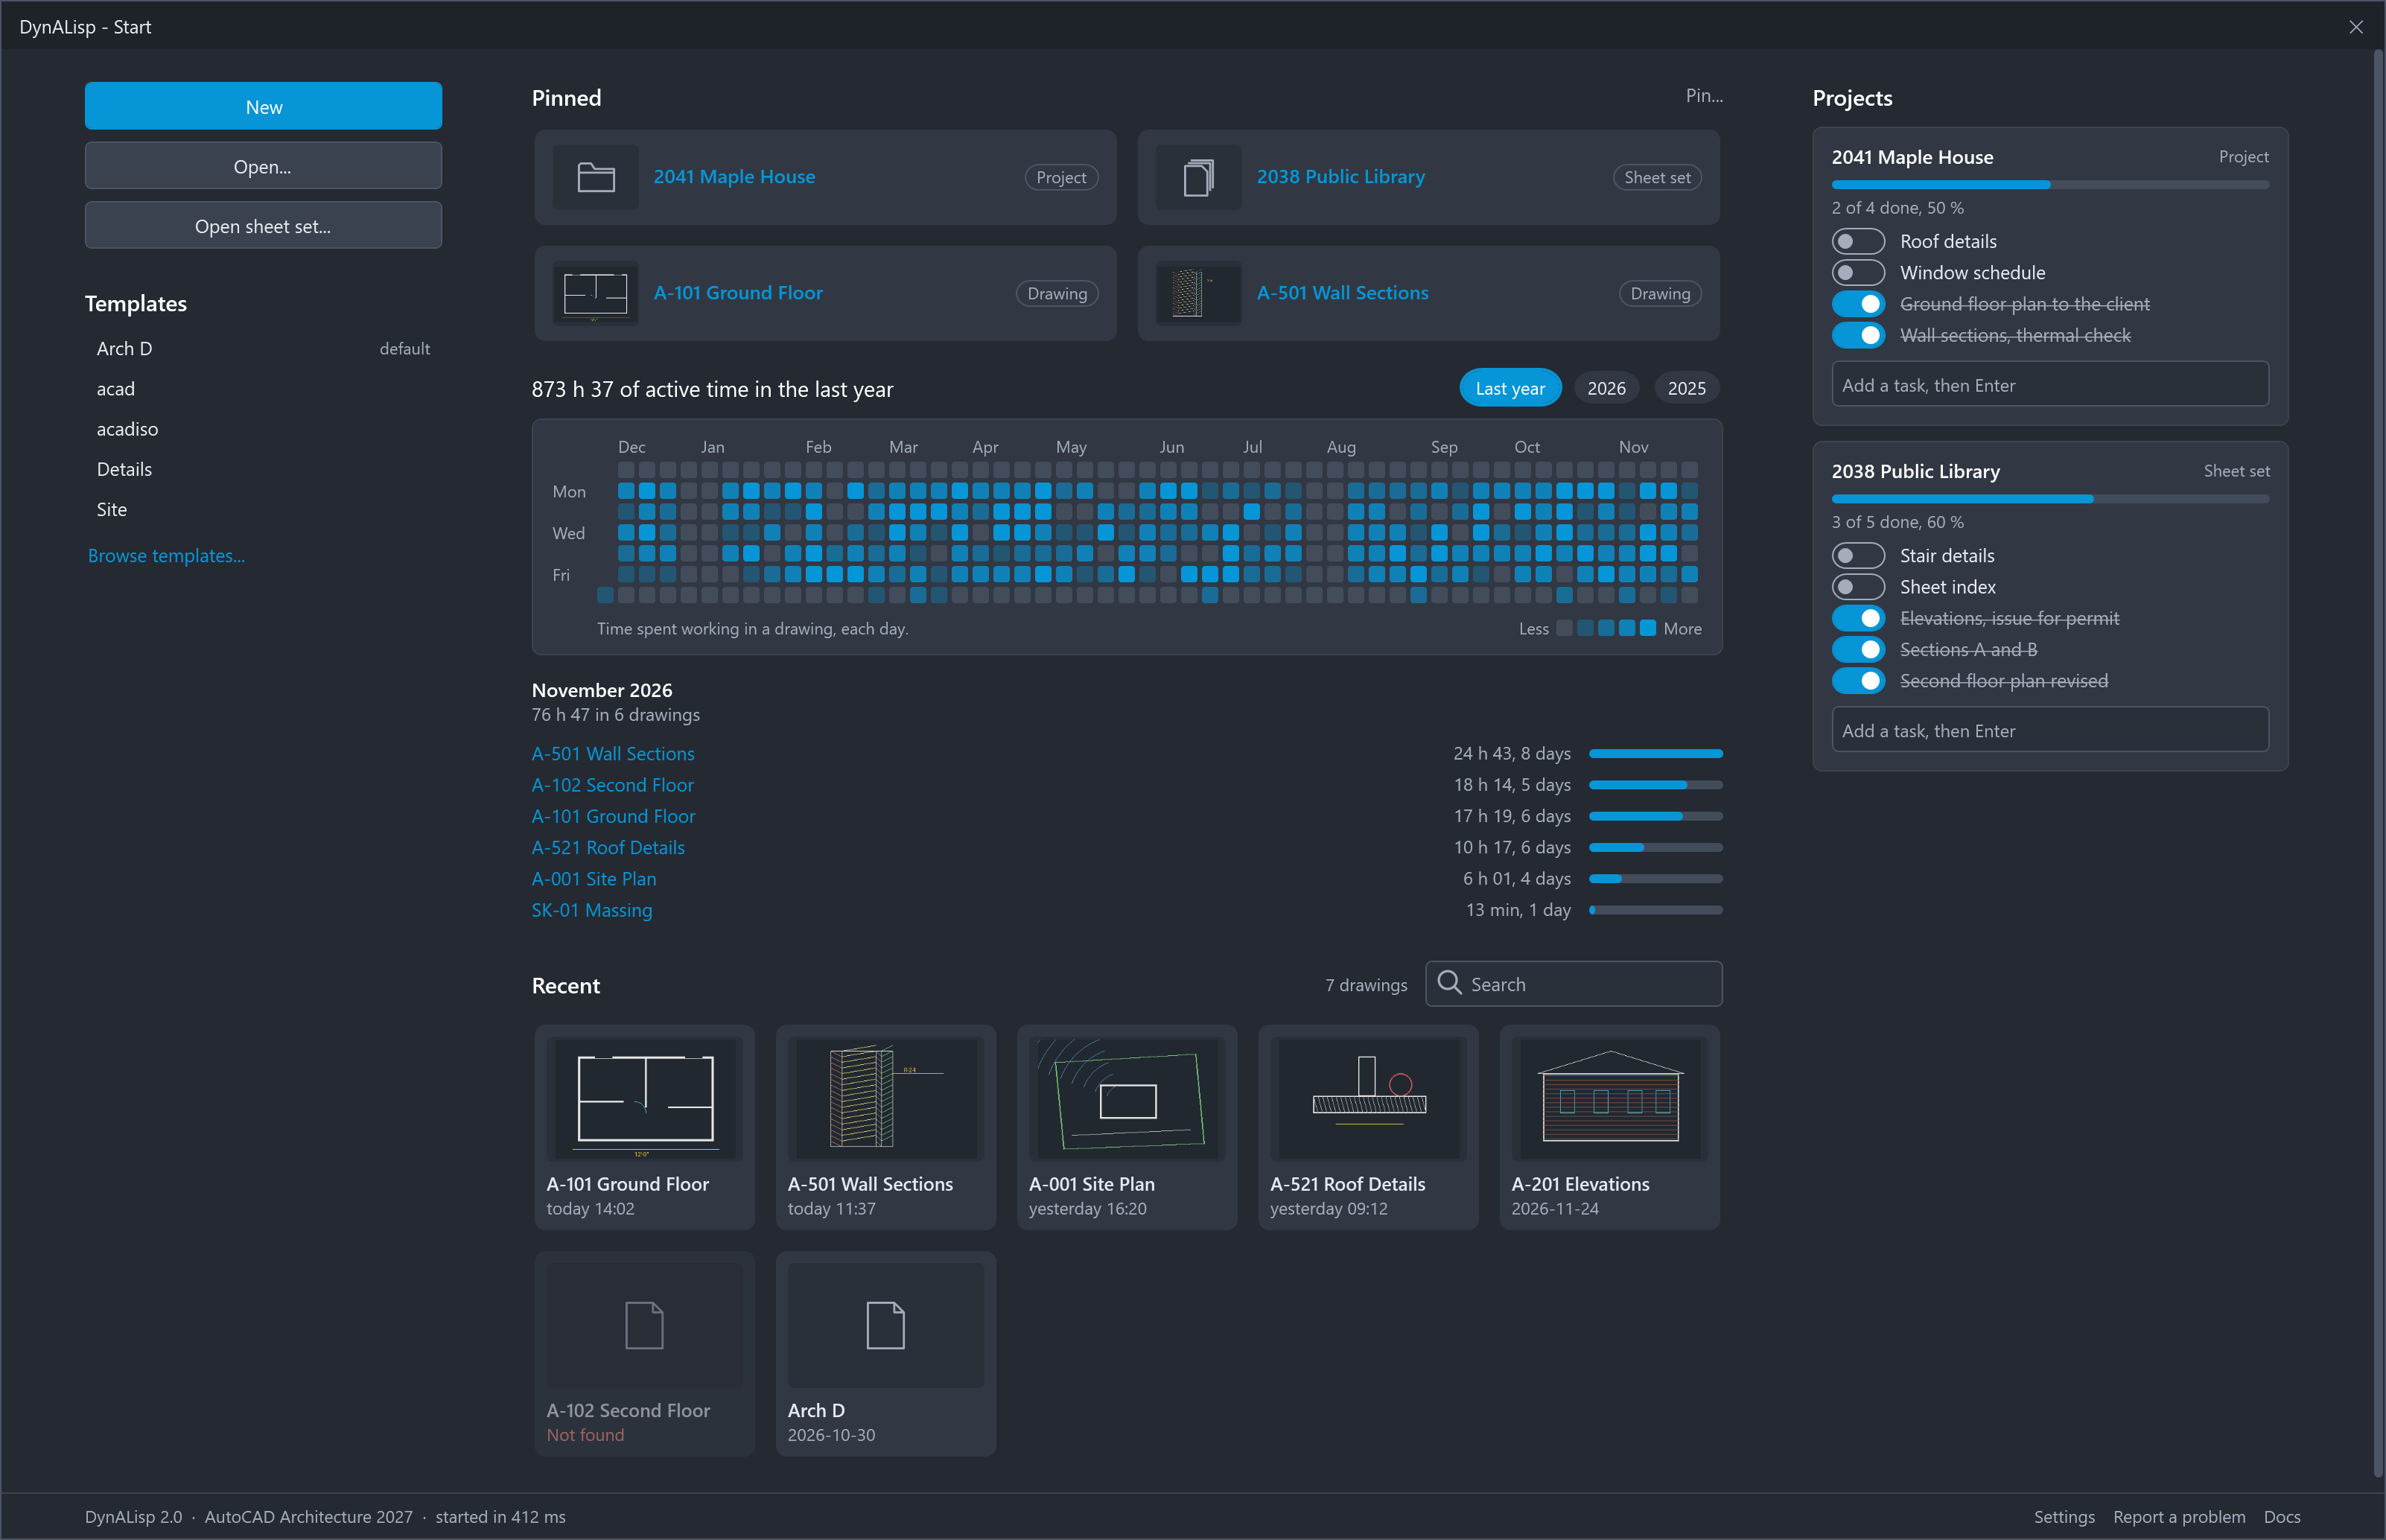 DynALisp - Start
New
Open...
Open sheet set...
Templates
Arch D default
acad
acadiso
Details
Site
Browse templates...
Pinned Pin...
2041 Maple House Project
2038 Public Library Sheet set
A-101 Ground Floor Drawing
A-501 Wall Sections Drawing
873 h 37 of active time in the last year
Last year 2026 2025
Dec Jan Feb Mar Apr May Jun Jul Aug Sep Oct Nov
Mon
Wed
Fri
Time spent working in a drawing, each day.
Less More
November 2026
76 h 47 in 6 drawings
A-501 Wall Sections 24 h 43, 8 days
A-102 Second Floor 18 h 14, 5 days
A-101 Ground Floor 17 h 19, 6 days
A-521 Roof Details 10 h 17, 6 days
A-001 Site Plan 6 h 01, 4 days
SK-01 Massing 13 min, 1 day
Recent 7 drawings Search
12'-0"
A-101 Ground Floor
today 14:02
R-24
A-501 Wall Sections
today 11:37
A-001 Site Plan
yesterday 16:20
A-521 Roof Details
yesterday 09:12
A-201 Elevations
2026-11-24
A-102 Second Floor
Not found
Arch D
2026-10-30
Projects
2041 Maple House Project
2 of 4 done, 50 %
Roof details
Window schedule
Ground floor plan to the client
Wall sections, thermal check
Add a task, then Enter
2038 Public Library Sheet set
3 of 5 done, 60 %
Stair details
Sheet index
Elevations, issue for permit
Sections A and B
Second floor plan revised
Add a task, then Enter
DynALisp 2.0 · AutoCAD Architecture 2027 · started in 412 ms
Settings Report a problem Docs